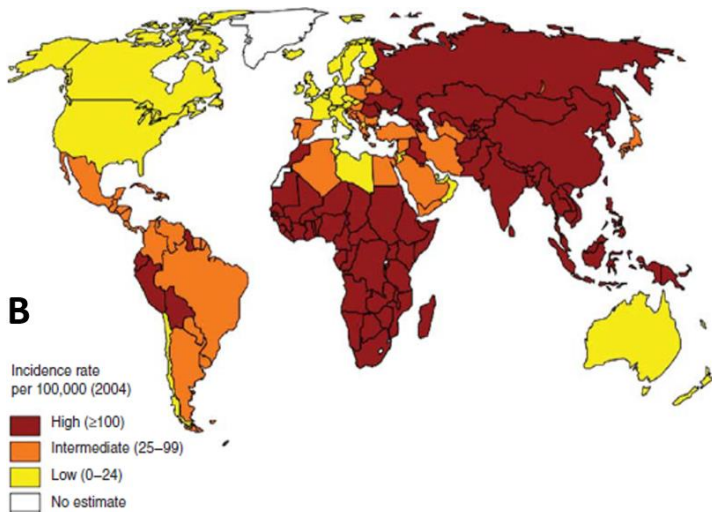 B
Incidence rate
per 100,000 (2004)
High (≥100)
Intermediate (25–99)
Low (0–24)
No estimate